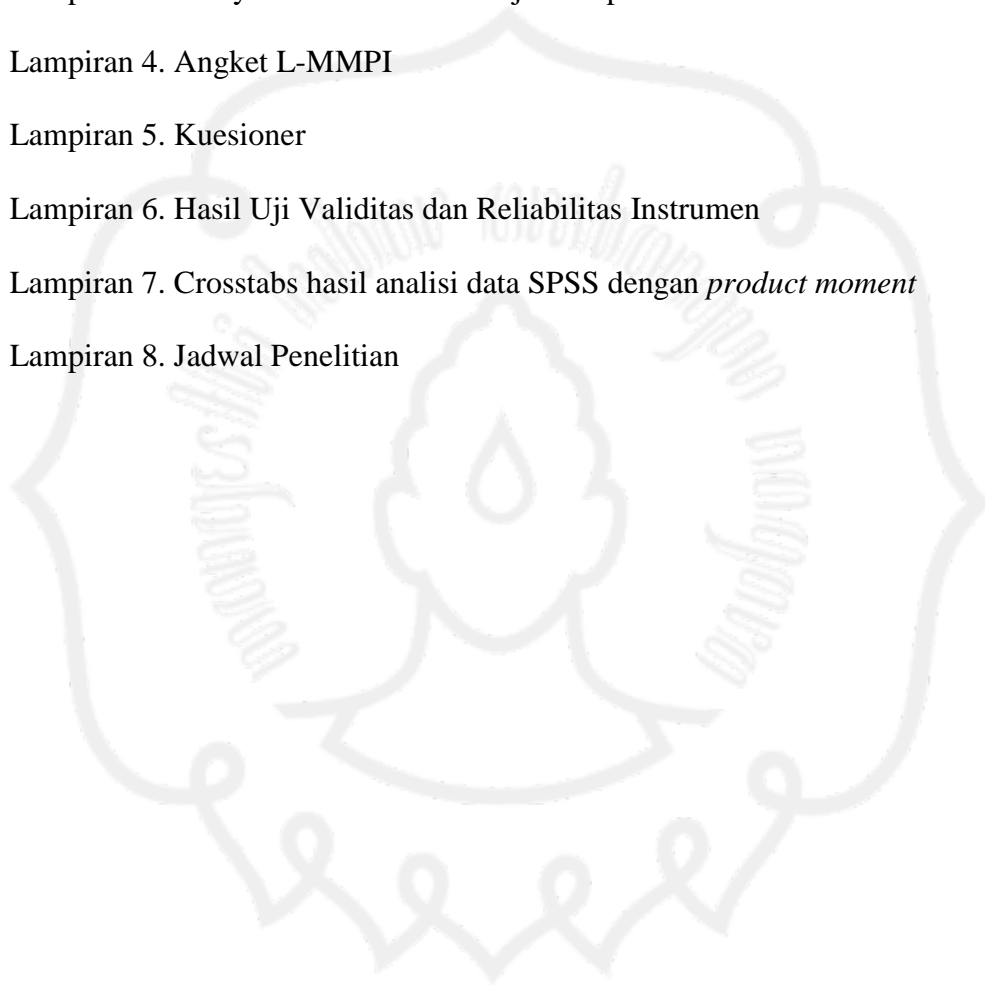 Lampiran 4. Angket L-MMPI
Lampiran 5. Kuesioner
Lampiran 6. Hasil Uji Validitas dan Reliabilitas Instrumen
Lampiran 7. Crosstabs hasil analisi data SPSS dengan product moment
Lampiran 8. Jadwal Penelitian